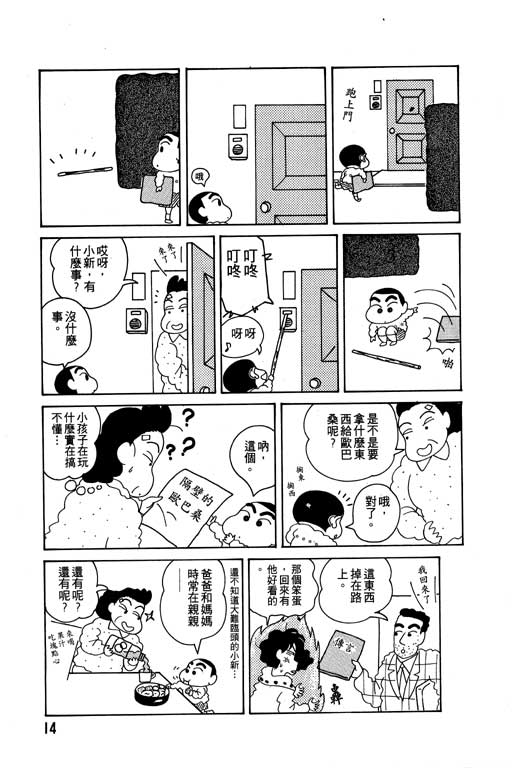 跑上門
哦
叮咚
叮咚
呀呀
♪
來了
來了
哎呀，
小新，有
什麼事？
沒什麼
事。
是不是要
拿什麼東
西給歐巴
桑呢？
掏東
掏西
哦，
對了。
吶
這個。
隔壁的
歐巴桑
???
小孩子在玩
什麼實在搞
不懂…
我回來了
這東西
掉在路
上。
傳言
轟
那個笨蛋
，回來有
他好看的
。
還不知道大難臨頭的小新…
爸爸和媽媽
時常在親親
還有呢？
還有呢？
來喝
果汁
吃塊點
心
14